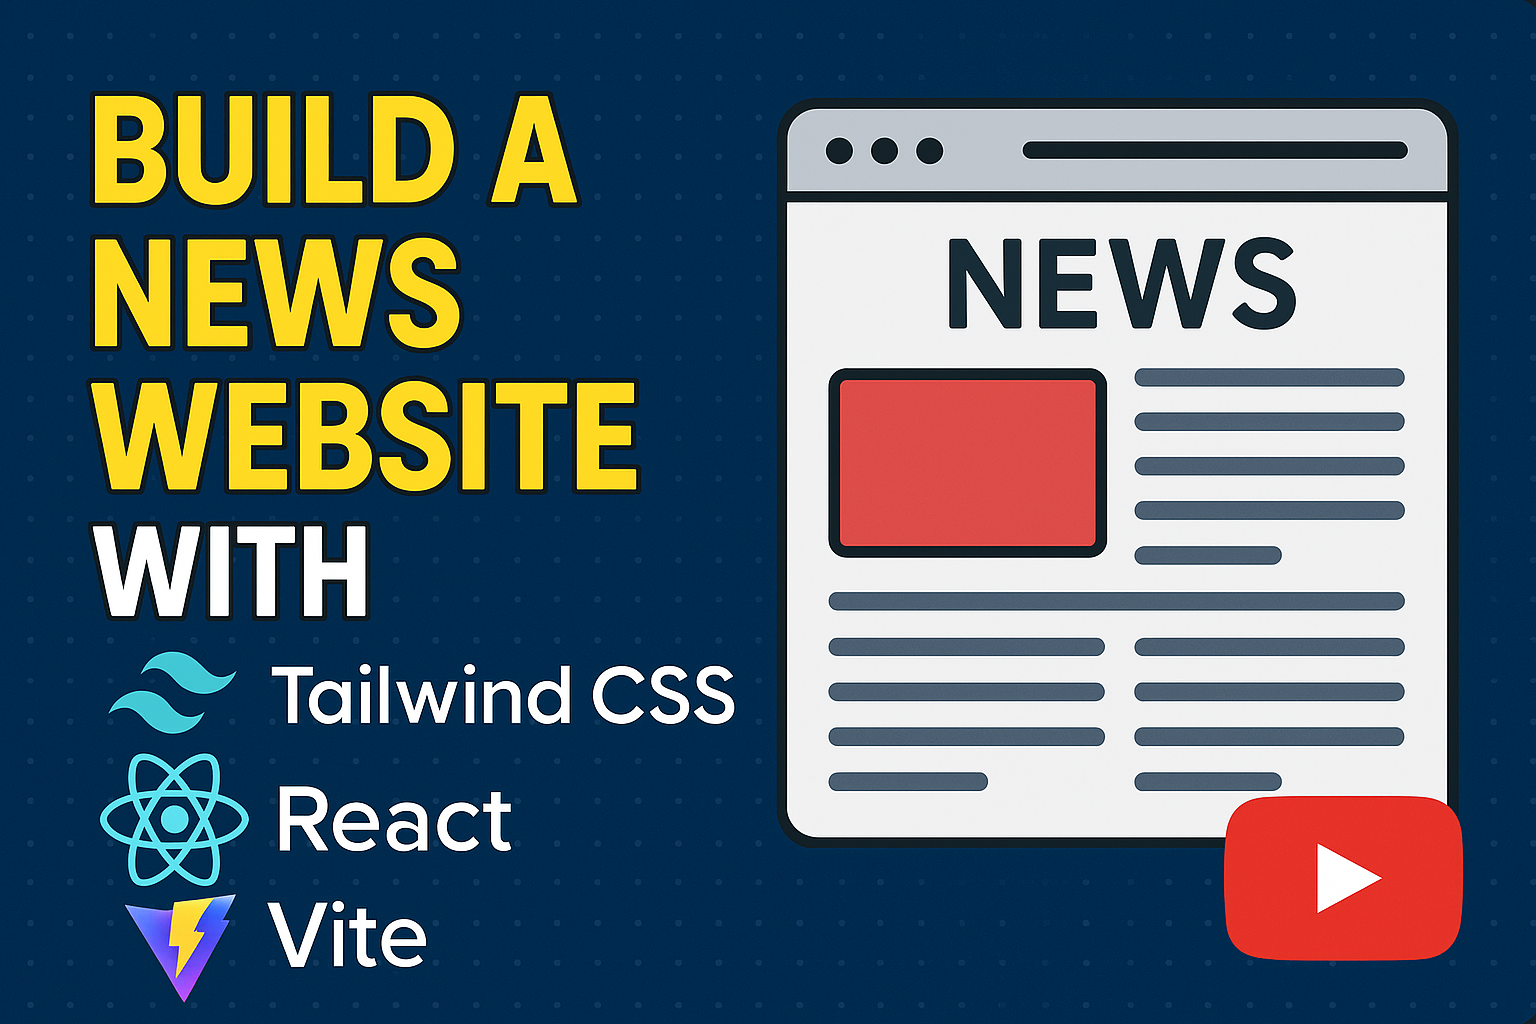 BUILD A
NEWS
WEBSITE
WITH
Tailwind CSS
React
Vite
NEWS